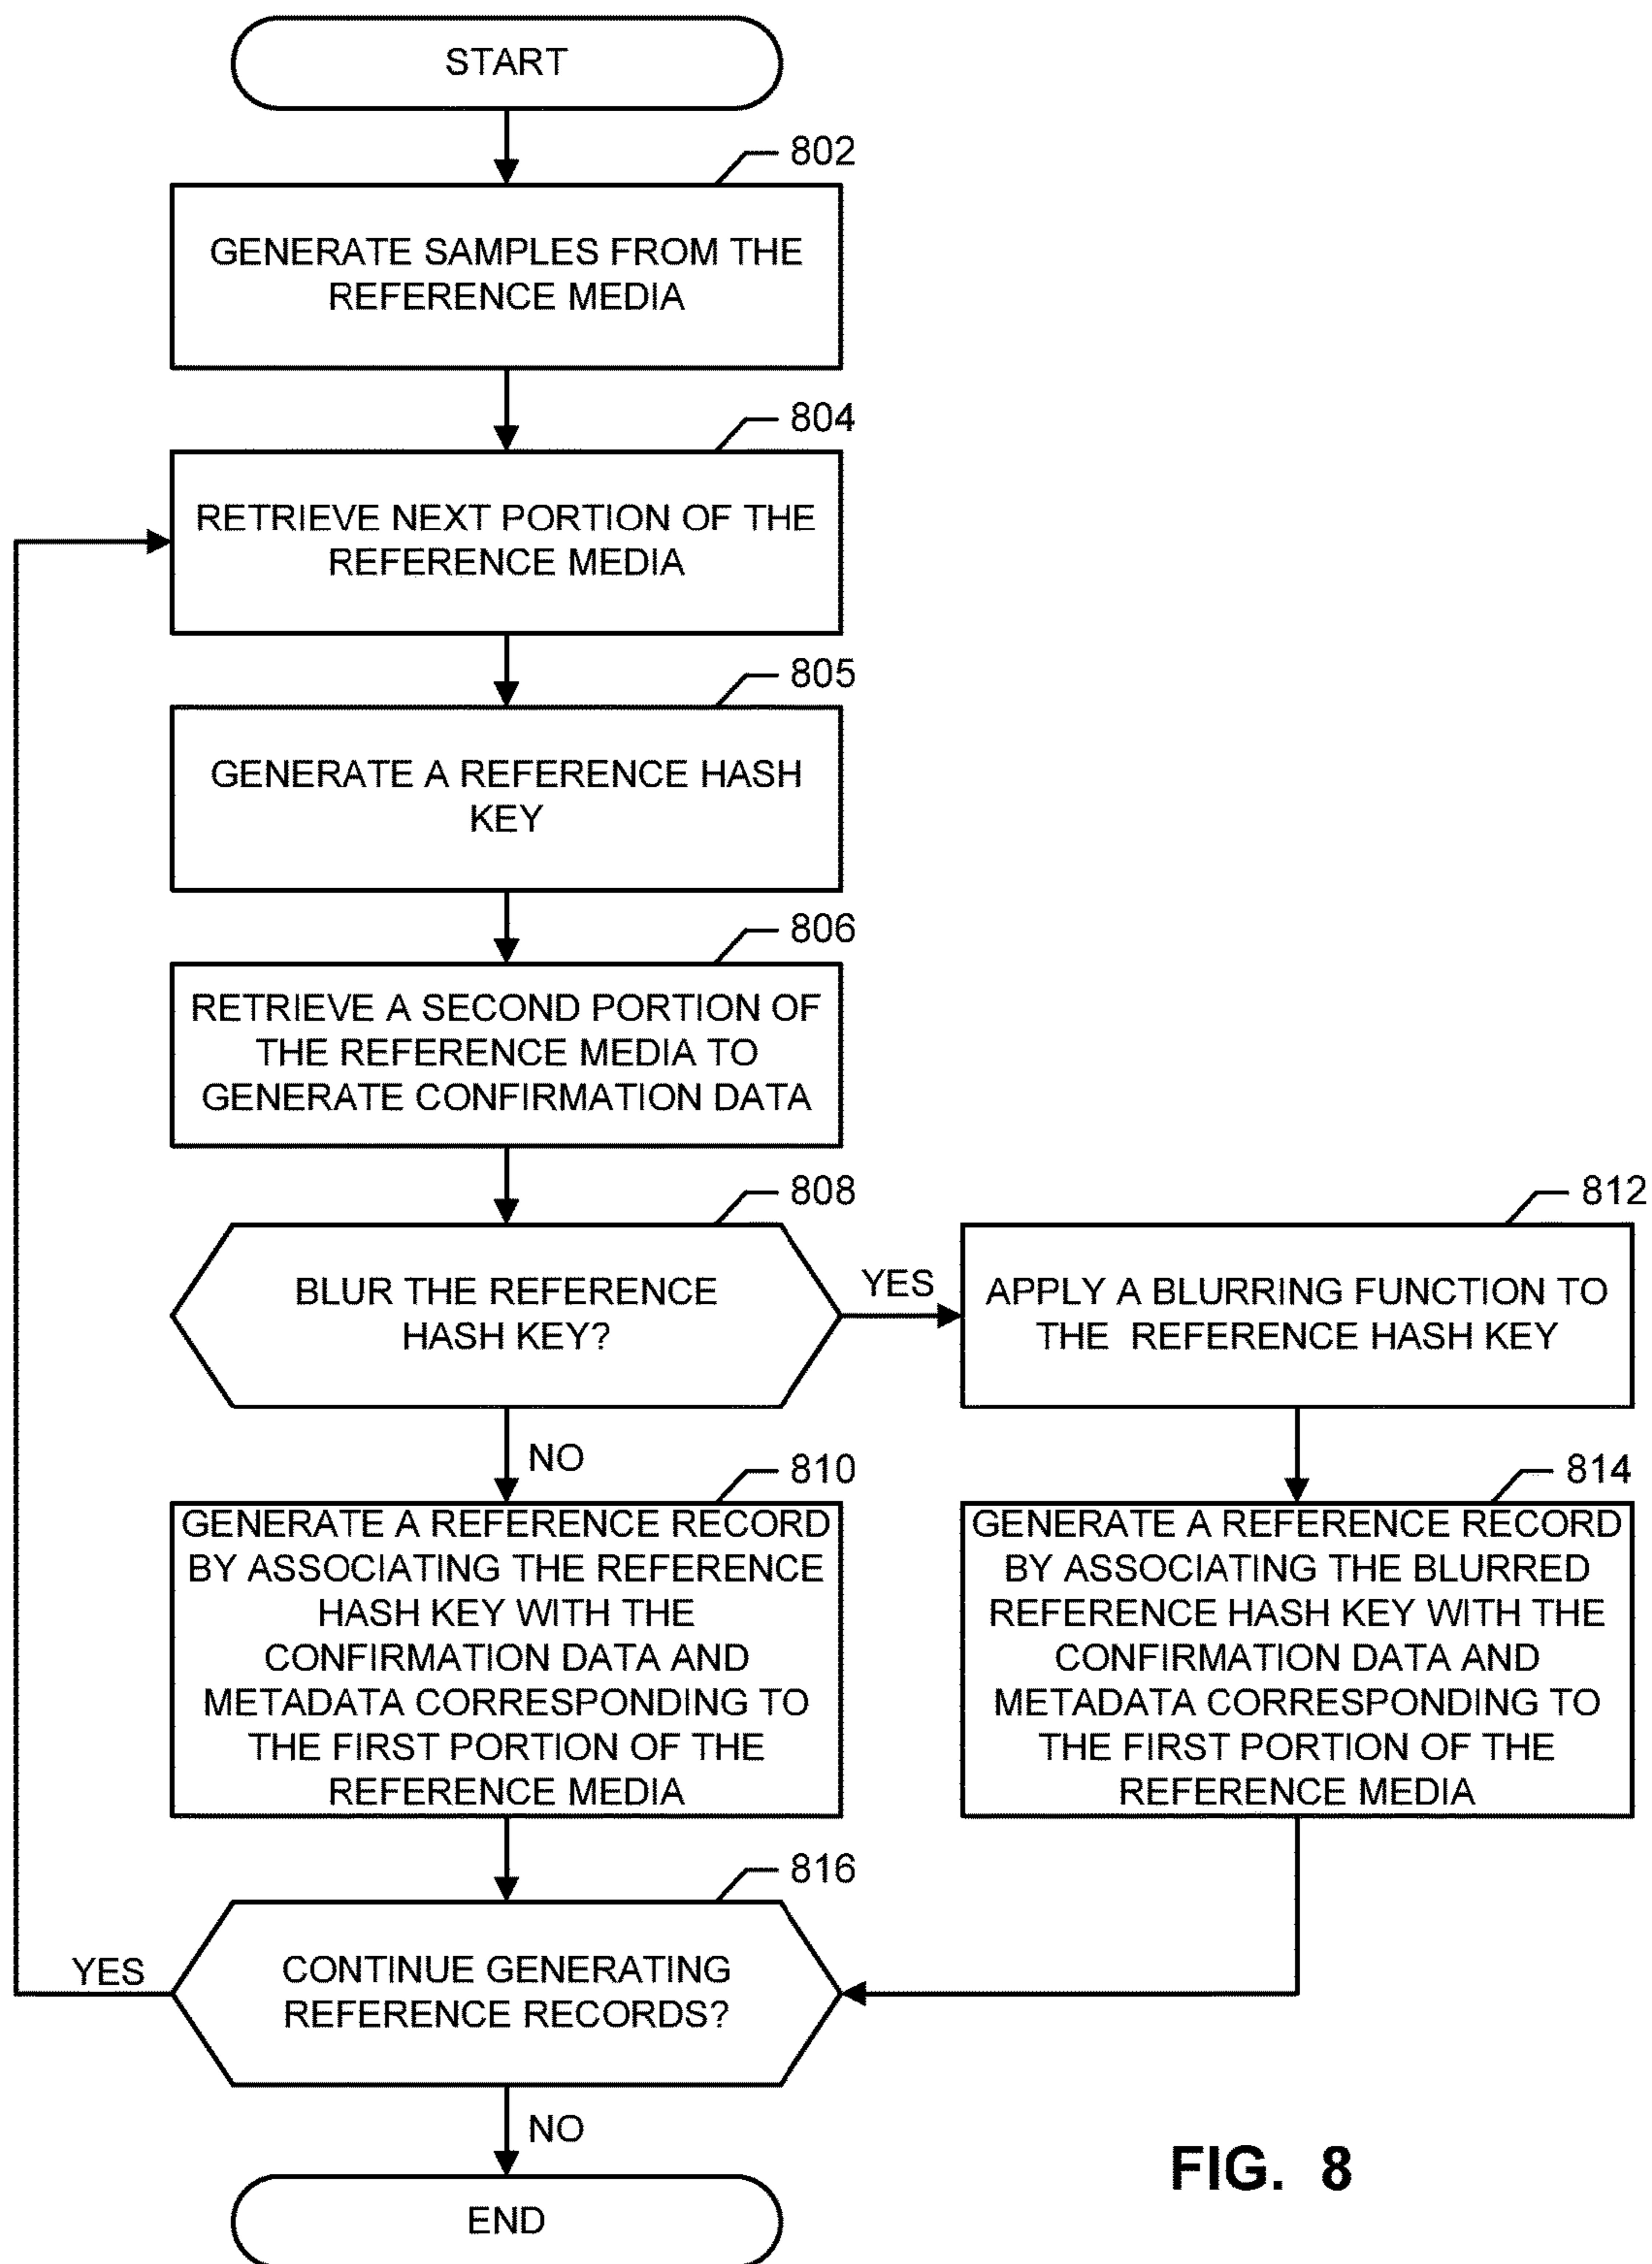 START
802
GENERATE SAMPLES FROM THE
REFERENCE MEDIA
804
RETRIEVE NEXT PORTION OF THE
REFERENCE MEDIA
805
GENERATE A REFERENCE HASH
KEY
806
RETRIEVE A SECOND PORTION OF
THE REFERENCE MEDIA TO
GENERATE CONFIRMATION DATA
808
BLUR THE REFERENCE
HASH KEY?
YES
812
APPLY A BLURRING FUNCTION TO
THE REFERENCE HASH KEY
NO
810
GENERATE A REFERENCE RECORD
BY ASSOCIATING THE REFERENCE
HASH KEY WITH THE
CONFIRMATION DATA AND
METADATA CORRESPONDING TO
THE FIRST PORTION OF THE
REFERENCE MEDIA
814
GENERATE A REFERENCE RECORD
BY ASSOCIATING THE BLURRED
REFERENCE HASH KEY WITH THE
CONFIRMATION DATA AND
METADATA CORRESPONDING TO
THE FIRST PORTION OF THE
REFERENCE MEDIA
816
CONTINUE GENERATING
REFERENCE RECORDS?
YES
NO
END
FIG. 8